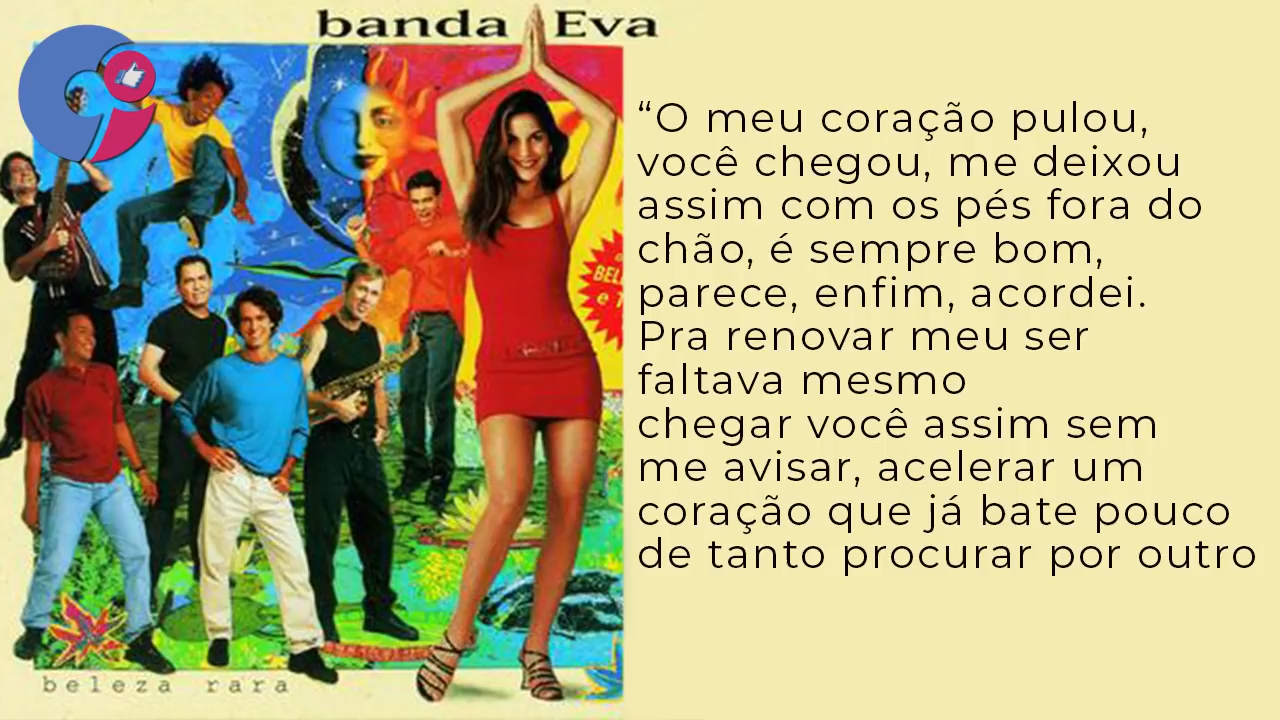 banda Eva
BEL
e T
beleza rara
“O meu coração pulou,
você chegou, me deixou
assim com os pés fora do
chão, é sempre bom,
parece, enfim, acordei.
Pra renovar meu ser
faltava mesmo
chegar você assim sem
me avisar, acelerar um
coração que já bate pouco
de tanto procurar por outro